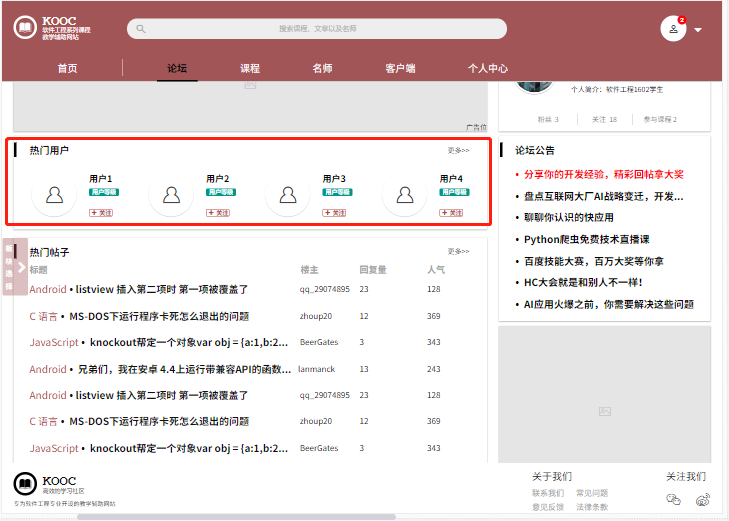 KOOC
软件工程系列课程
教学辅助网站
搜索课程、文章以及名师
2
首页 论坛 课程 名师 客户端 个人中心
个人简介：软件工程1602学生
粉丝 3 关注 18 参与课程 2
广告位
热门用户 更多>>
用户1 用户2 用户3 用户4
用户等级 用户等级 用户等级 用户等级
+ 关注 + 关注 + 关注 + 关注
论坛公告
• 分享你的开发经验，精彩回帖拿大奖
• 盘点互联网大厂AI战略变迁，开发...
• 聊聊你认识的快应用
• Python爬虫免费技术直播课
• 百度技能大赛，百万大奖等你拿
• HC大会就是和别人不一样！
• AI应用火爆之前，你需要解决这些问题
版块选择
热门帖子 更多>>
标题 楼主 回复量 人气
Android • listview 插入第二项时 第一项被覆盖了 qq_29074895 23 128
C 语言 • MS-DOS下运行程序卡死怎么退出的问题 zhoup20 12 369
JavaScript • knockout帮定一个对象var obj = {a:1,b:2... BeerGates 3 343
Android • 兄弟们，我在安卓 4.4上运行带兼容API的函数... lanmanck 13 243
Android • listview 插入第二项时 第一项被覆盖了 qq_29074895 23 128
C 语言 • MS-DOS下运行程序卡死怎么退出的问题 zhoup20 12 369
JavaScript • knockout帮定一个对象var obj = {a:1,b:2... BeerGates 3 343
KOOC
高效的学习社区
专为软件工程专业开设的教学辅助网站
关于我们 关注我们
联系我们 常见问题
意见反馈 法律条款